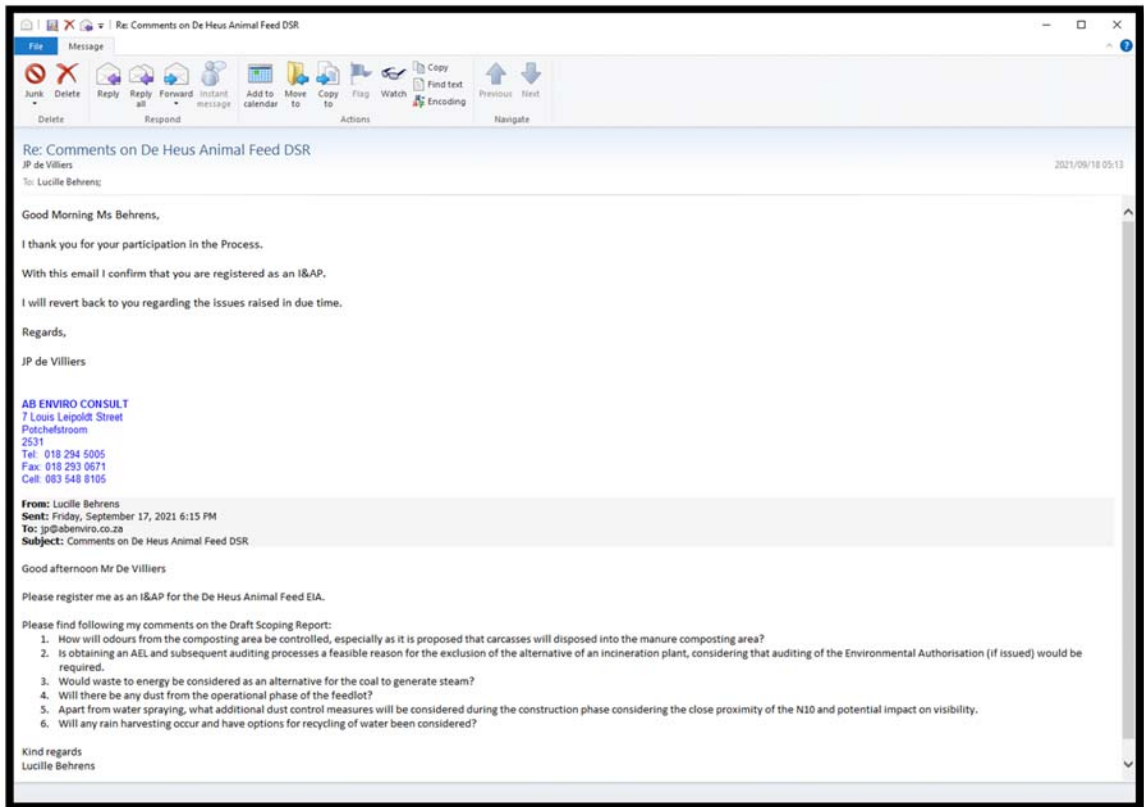 Re: Comments on De Heus Animal Feed DSR
File Message
Junk Delete Reply Reply all Forward Instant message Add to calendar Move to Copy to Flag Watch Copy Find text Encoding Previous Next
Delete Respond Actions Navigate
Re: Comments on De Heus Animal Feed DSR
JP de Villiers 2021/09/18 05:13
To: Lucille Behrens;
Good Morning Ms Behrens,
I thank you for your participation in the Process.
With this email I confirm that you are registered as an I&AP.
I will revert back to you regarding the issues raised in due time.
Regards,
JP de Villiers
AB ENVIRO CONSULT
7 Louis Leipoldt Street
Potchefstroom
2531
Tel: 018 294 5005
Fax: 018 293 0671
Cell: 083 548 8105
From: Lucille Behrens
Sent: Friday, September 17, 2021 6:15 PM
To: jp@abenviro.co.za
Subject: Comments on De Heus Animal Feed DSR
Good afternoon Mr De Villiers
Please register me as an I&AP for the De Heus Animal Feed EIA.
Please find following my comments on the Draft Scoping Report:
1. How will odours from the composting area be controlled, especially as it is proposed that carcasses will disposed into the manure composting area?
2. Is obtaining an AEL and subsequent auditing processes a feasible reason for the exclusion of the alternative of an incineration plant, considering that auditing of the Environmental Authorisation (if issued) would be
required.
3. Would waste to energy be considered as an alternative for the coal to generate steam?
4. Will there be any dust from the operational phase of the feedlot?
5. Apart from water spraying, what additional dust control measures will be considered during the construction phase considering the close proximity of the N10 and potential impact on visibility.
6. Will any rain harvesting occur and have options for recycling of water been considered?
Kind regards
Lucille Behrens